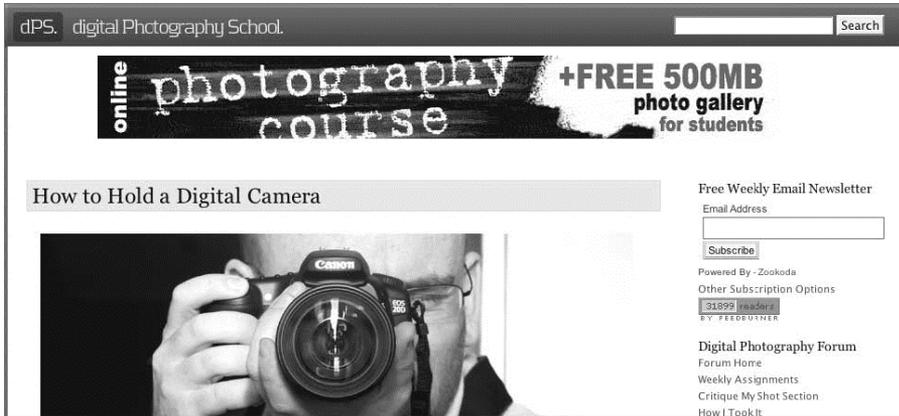 dPS. digital Photography School.
Search
online
photography
course
+FREE 500MB
photo gallery
for students
How to Hold a Digital Camera
Canon
EOS
20D
Free Weekly Email Newsletter
Email Address
Subscribe
Powered By - Zookoda
Other Subscription Options
31899 readers
BY FEEDBURNER
Digital Photography Forum
Forum Home
Weekly Assignments
Critique My Shot Section
How I Took It